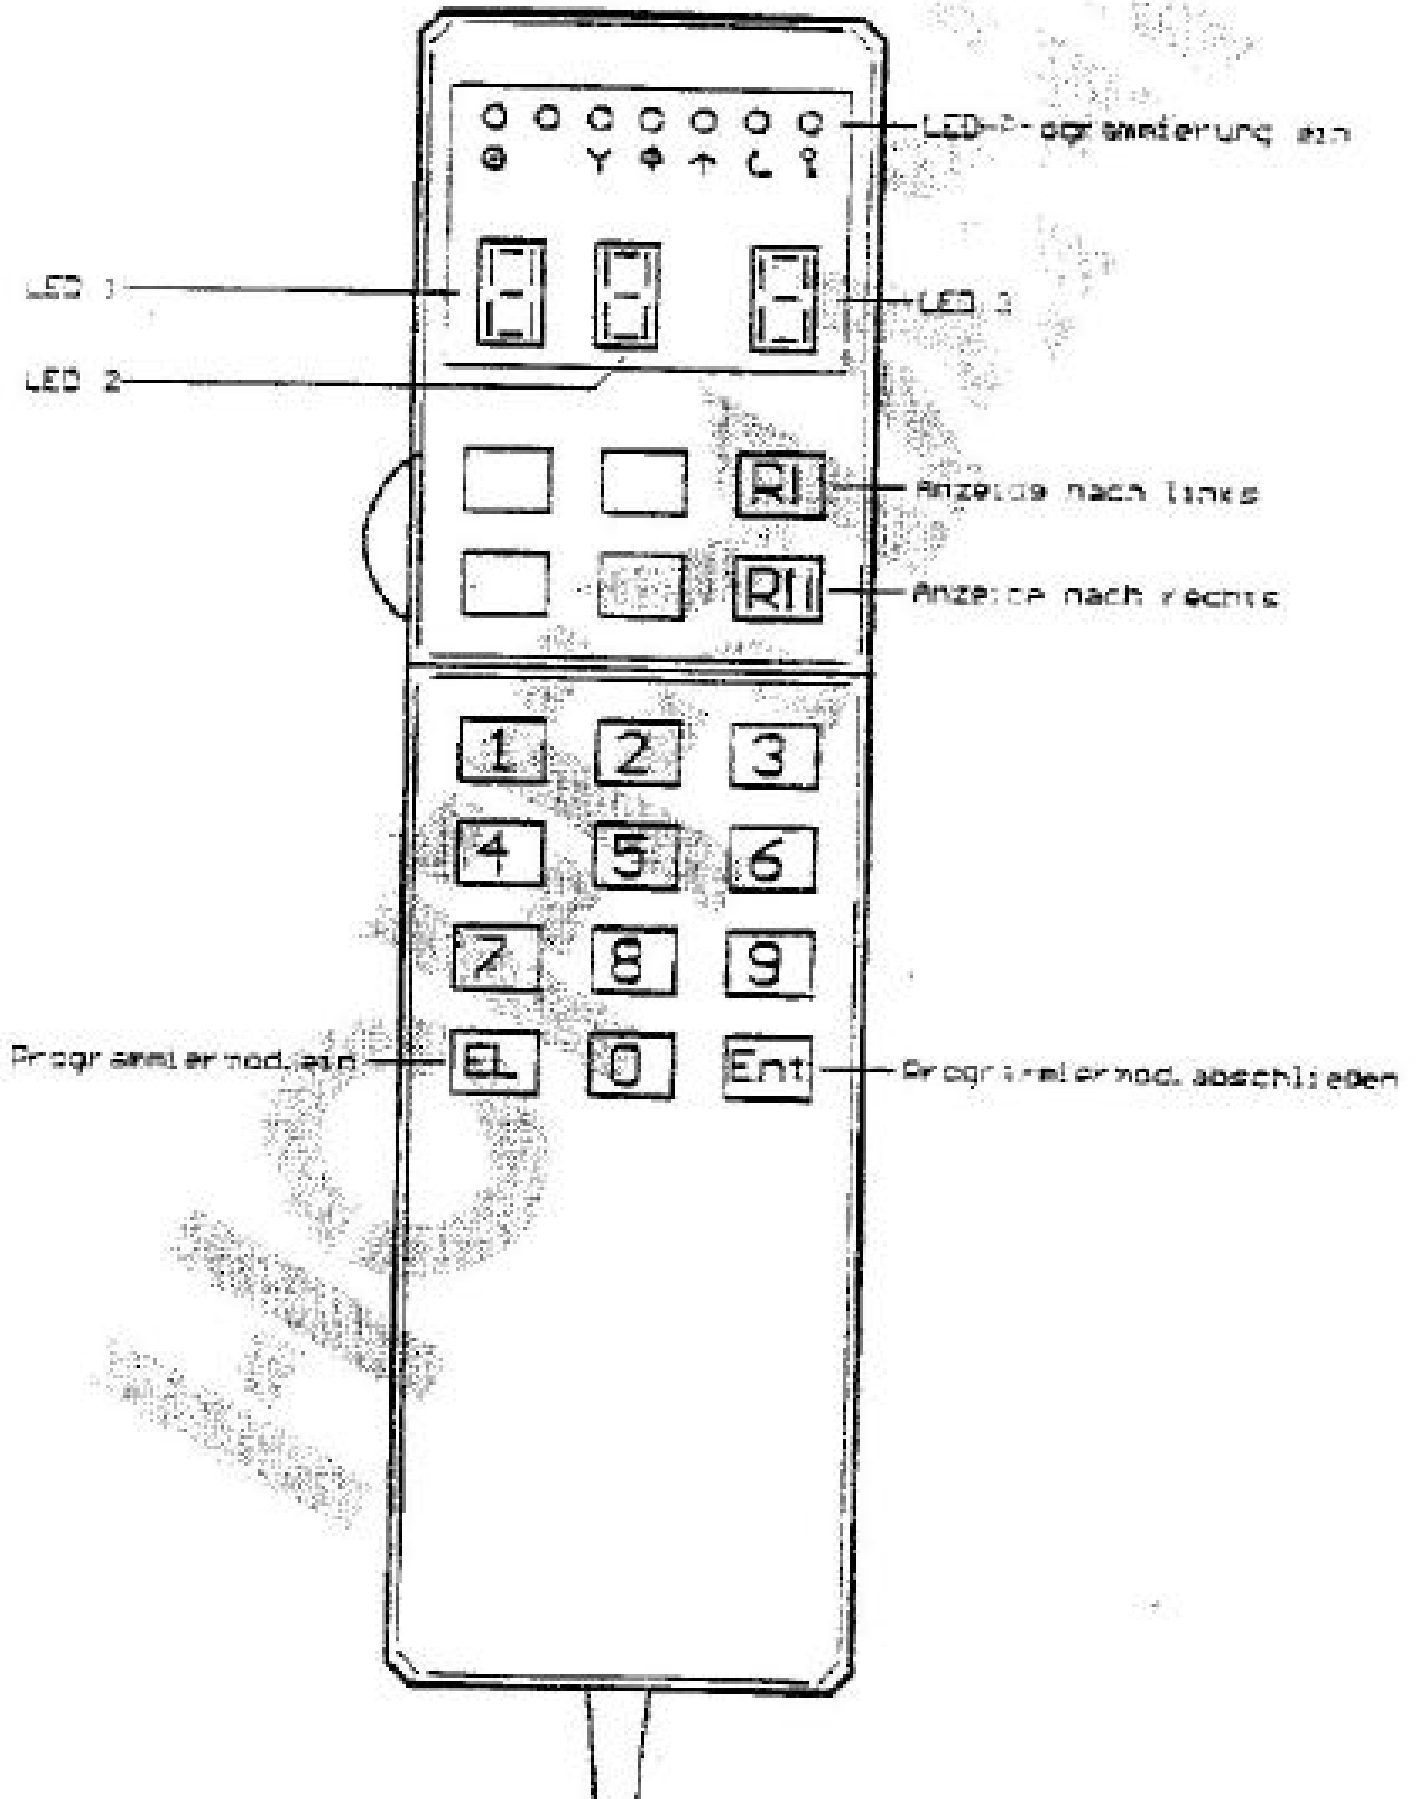 LED-Programmierung ein
LED 1
LED 3
LED 2
RI
Anzeige nach links
RII
Anzeige nach rechts
1 2 3
4 5 6
7 8 9
Programmiermod.ein
EL 0 Ent
Programmiermod.abschließen